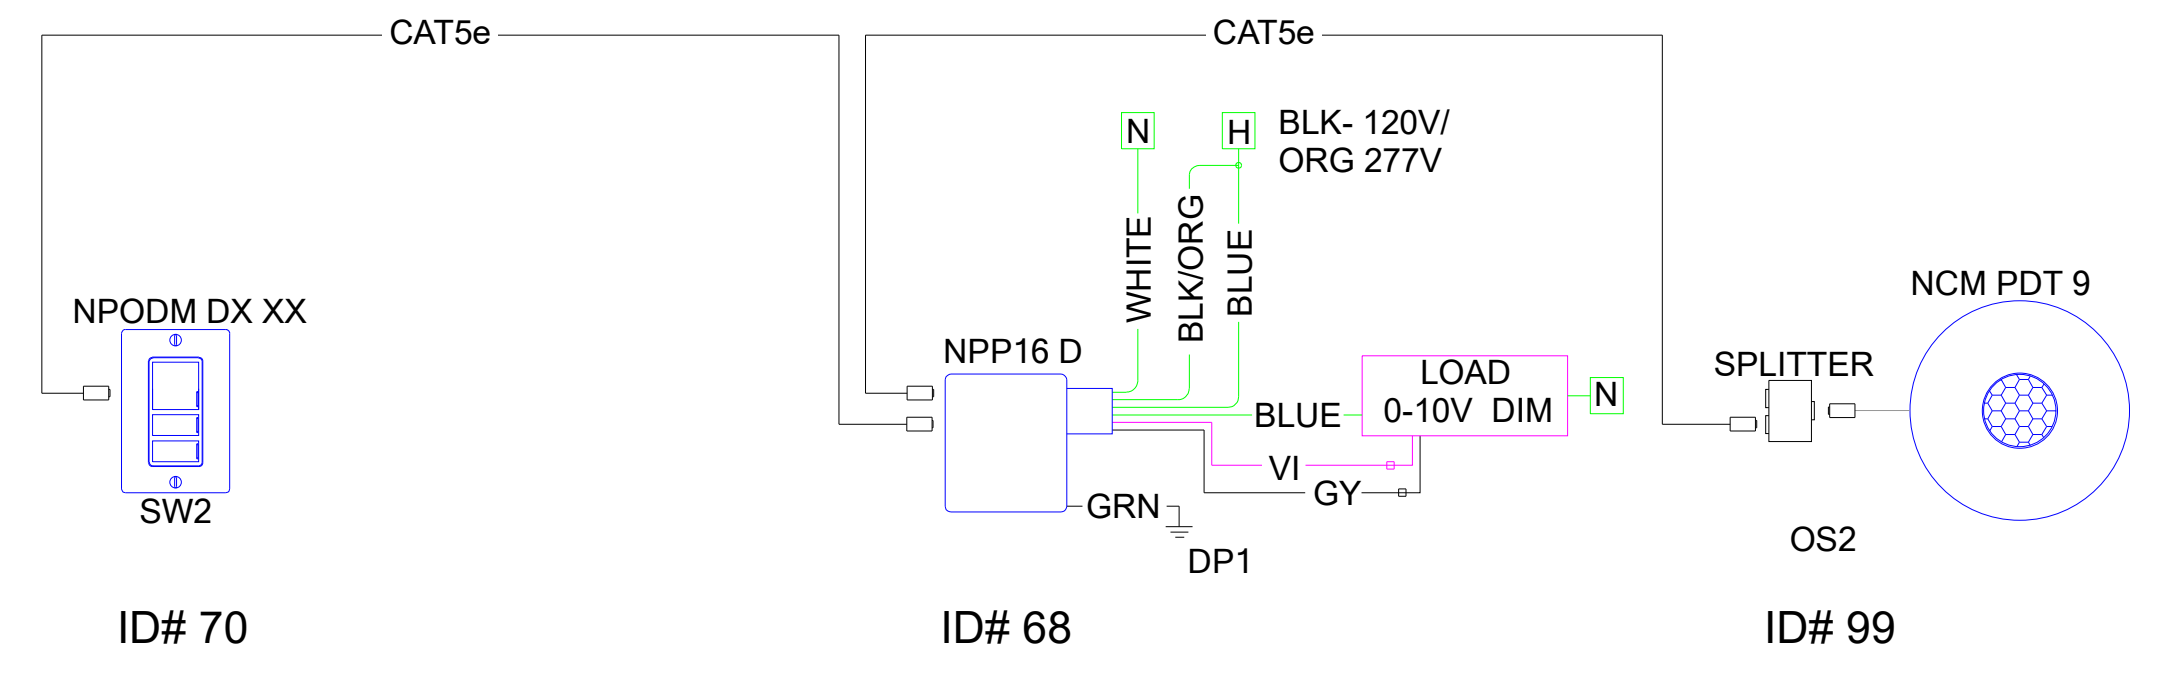 CAT5e
CAT5e
N
H
BLK- 120V/
ORG 277V
WHITE
BLK/ORG
BLUE
NPODM DX XX
SW2
NPP16 D
BLUE
LOAD
0-10V DIM
N
VI
GY
GRN
DP1
SPLITTER
NCM PDT 9
OS2
ID# 70
ID# 68
ID# 99